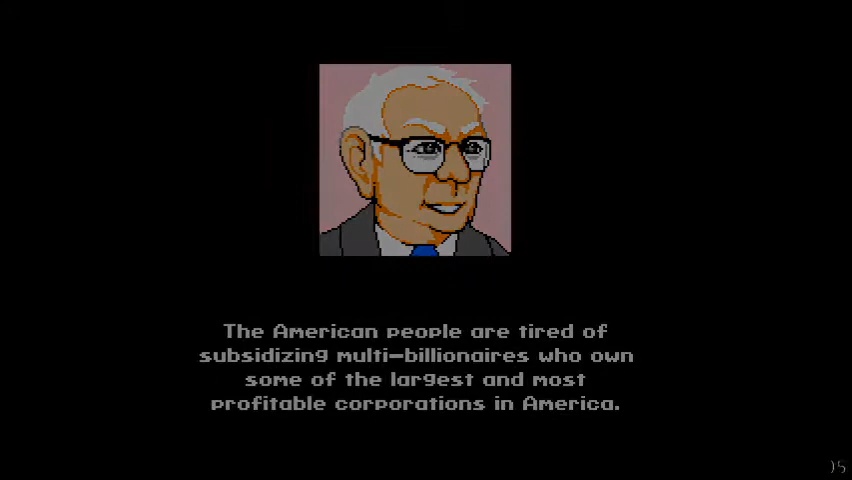 The American people are tired of
subsidizing multi-billionaires who own
some of the largest and most
profitable corporations in America.